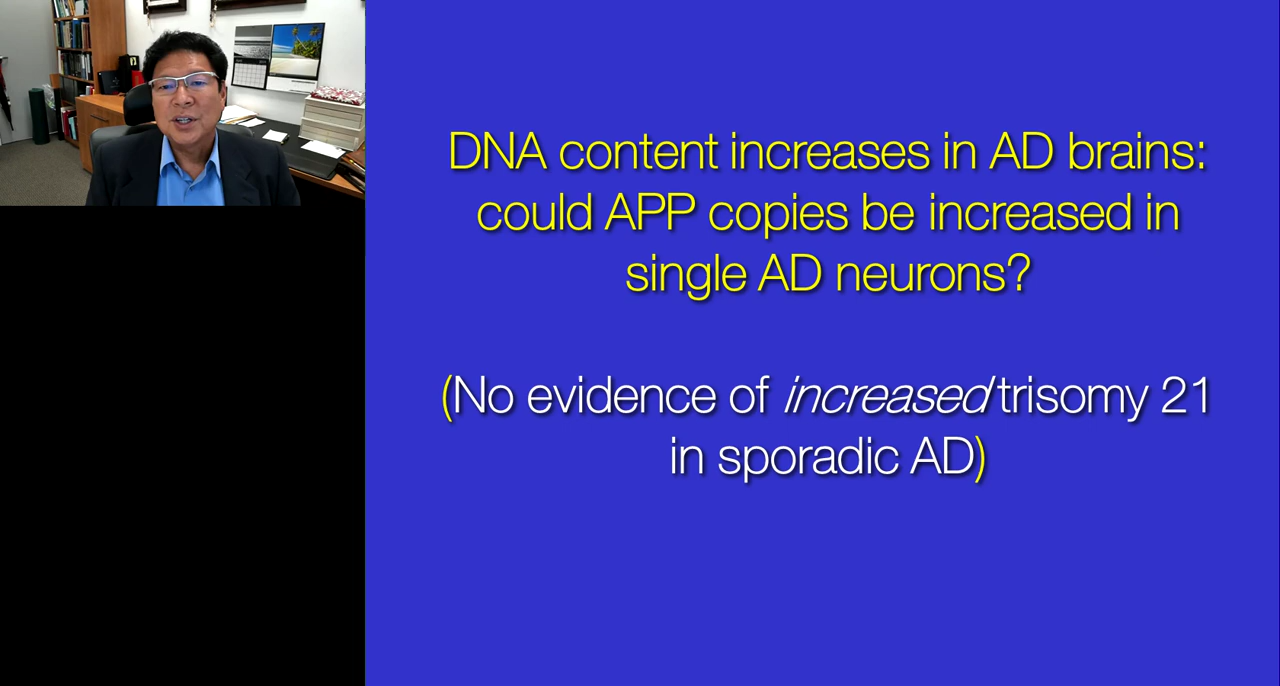 DNA content increases in AD brains:
could APP copies be increased in
single AD neurons?
(No evidence of increased trisomy 21
in sporadic AD)